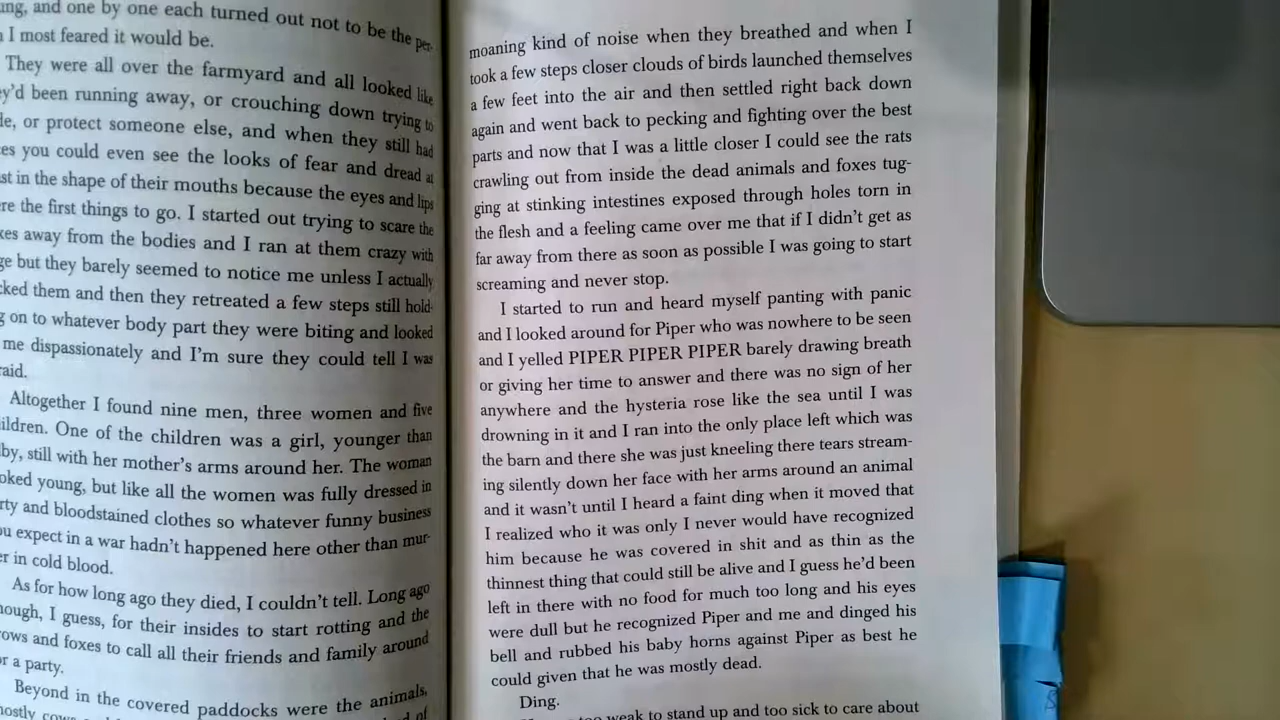 and one by one each turned out not to be the per-
I most feared it would be.
They were all over the farmyard and all looked like
been running away, or crouching down trying to
or protect someone else, and when they still had
you could even see the looks of fear and dread at
in the shape of their mouths because the eyes and lips
the first things to go. I started out trying to scare the
away from the bodies and I ran at them crazy with
but they barely seemed to notice me unless I actually
them and then they retreated a few steps still hold-
on to whatever body part they were biting and looked
me dispassionately and I'm sure they could tell I was
Altogether I found nine men, three women and five
One of the children was a girl, younger than
still with her mother's arms around her. The woman
young, but like all the women was fully dressed in
and bloodstained clothes so whatever funny business
expect in a war hadn't happened here other than mur-
in cold blood.
As for how long ago they died, I couldn't tell. Long ago
I guess, for their insides to start rotting and the
and foxes to call all their friends and family around
a party.
Beyond in the covered paddocks were the animals,
moaning kind of noise when they breathed and when I
took a few steps closer clouds of birds launched themselves
a few feet into the air and then settled right back down
again and went back to pecking and fighting over the best
parts and now that I was a little closer I could see the rats
crawling out from inside the dead animals and foxes tug-
ging at stinking intestines exposed through holes torn in
the flesh and a feeling came over me that if I didn't get as
far away from there as soon as possible I was going to start
screaming and never stop.
I started to run and heard myself panting with panic
and I looked around for Piper who was nowhere to be seen
and I yelled PIPER PIPER PIPER barely drawing breath
or giving her time to answer and there was no sign of her
anywhere and the hysteria rose like the sea until I was
drowning in it and I ran into the only place left which was
the barn and there she was just kneeling there tears stream-
ing silently down her face with her arms around an animal
and it wasn't until I heard a faint ding when it moved that
I realized who it was only I never would have recognized
him because he was covered in shit and as thin as the
thinnest thing that could still be alive and I guess he'd been
left in there with no food for much too long and his eyes
were dull but he recognized Piper and me and dinged his
bell and rubbed his baby horns against Piper as best he
could given that he was mostly dead.
Ding.
weak to stand up and too sick to care about